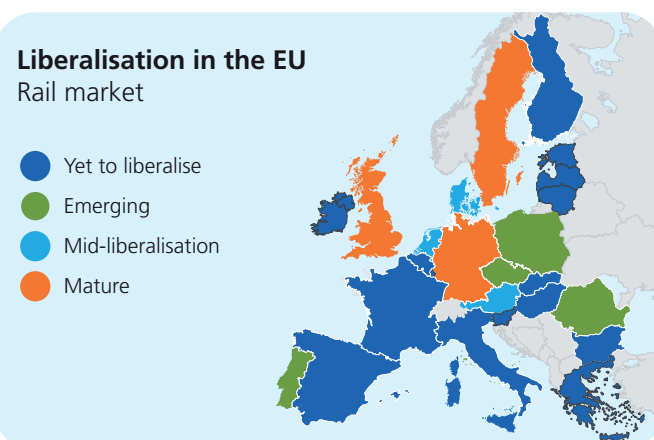 Liberalisation in the EU
Rail market
Yet to liberalise
Emerging
Mid-liberalisation
Mature